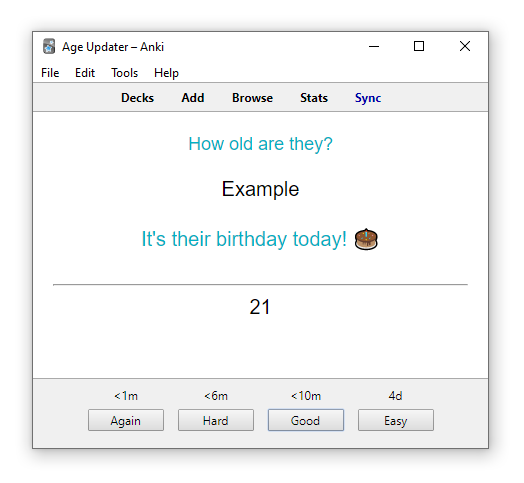 Age Updater – Anki
File Edit Tools Help
Decks Add Browse Stats Sync
How old are they?
Example
It's their birthday today! 🎂
21
<1m <6m <10m 4d
Again Hard Good Easy